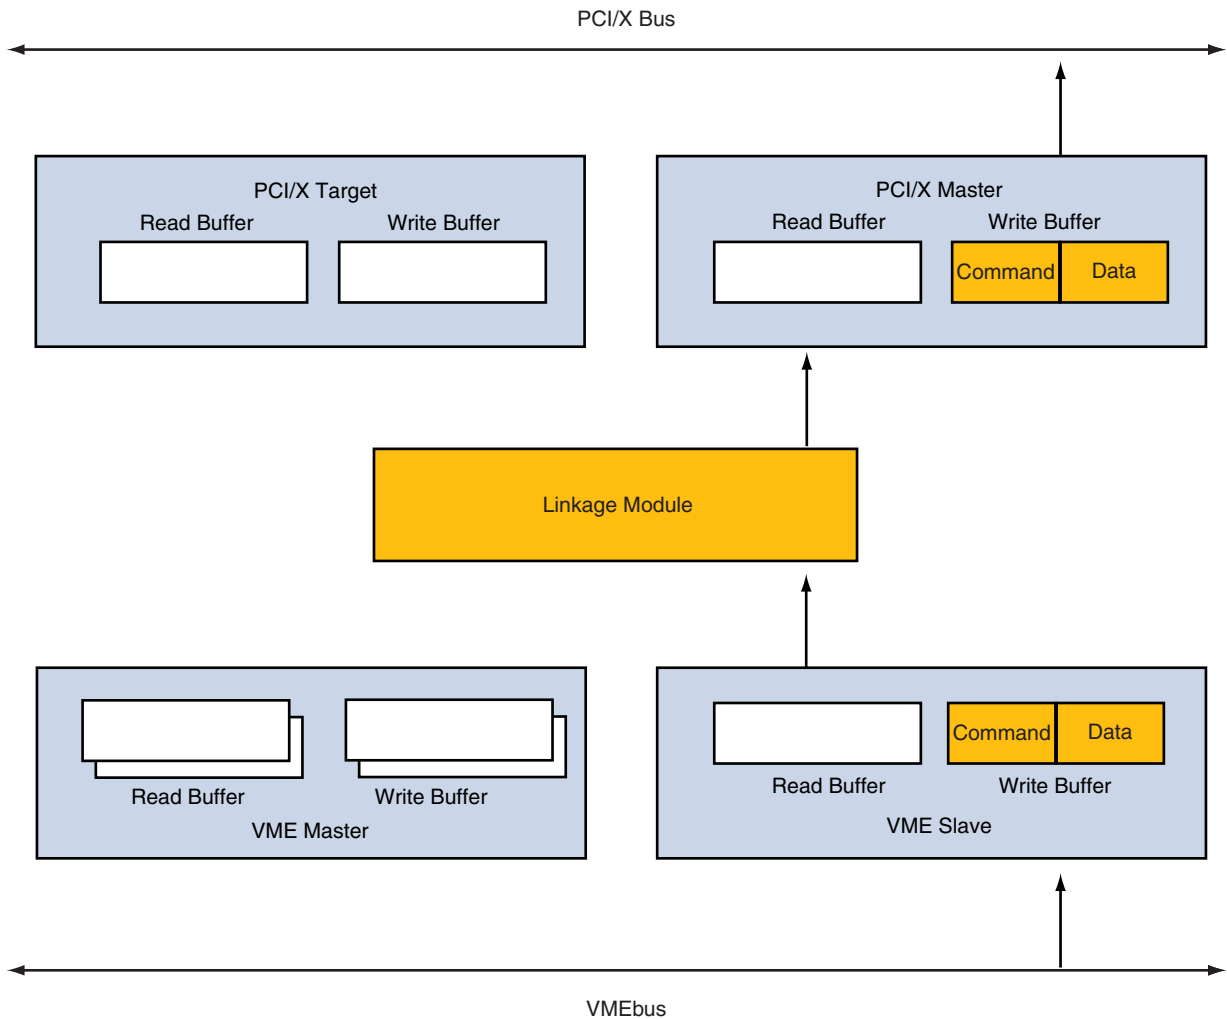 PCI/X Bus
PCI/X Target
Read Buffer
Write Buffer
PCI/X Master
Read Buffer
Write Buffer
Command
Data
Linkage Module
Read Buffer
Write Buffer
VME Master
Command
Data
Read Buffer
Write Buffer
VME Slave
VMEbus